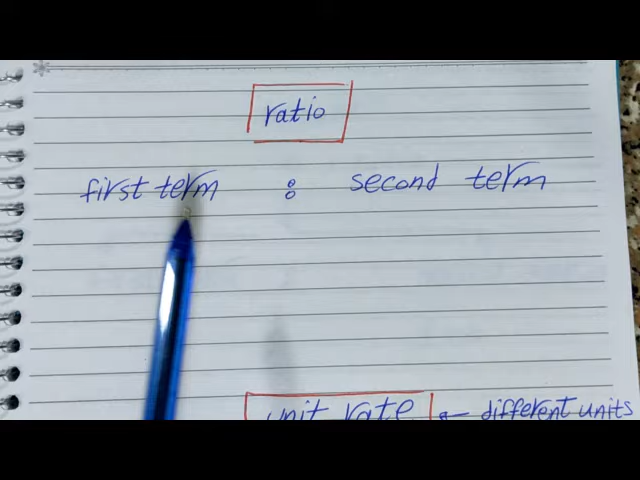 ratio
first term : second term
unit rate ← different units